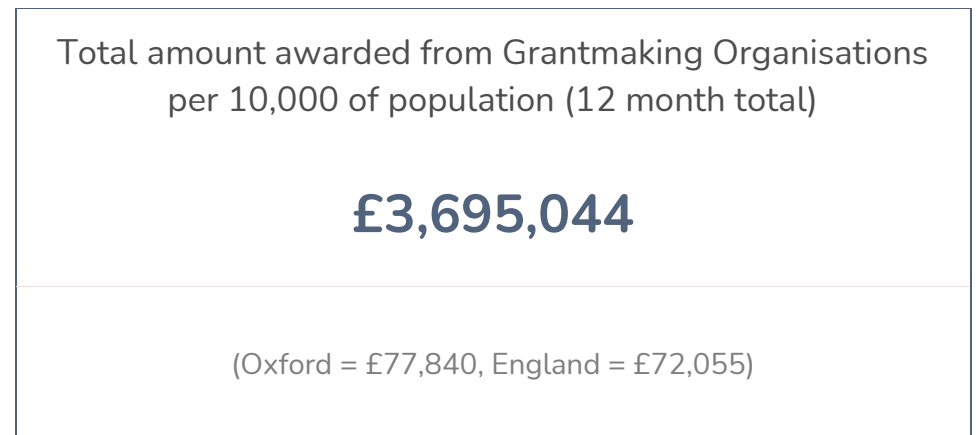 Total amount awarded from Grantmaking Organisations
per 10,000 of population (12 month total)
£3,695,044
(Oxford = £77,840, England = £72,055)